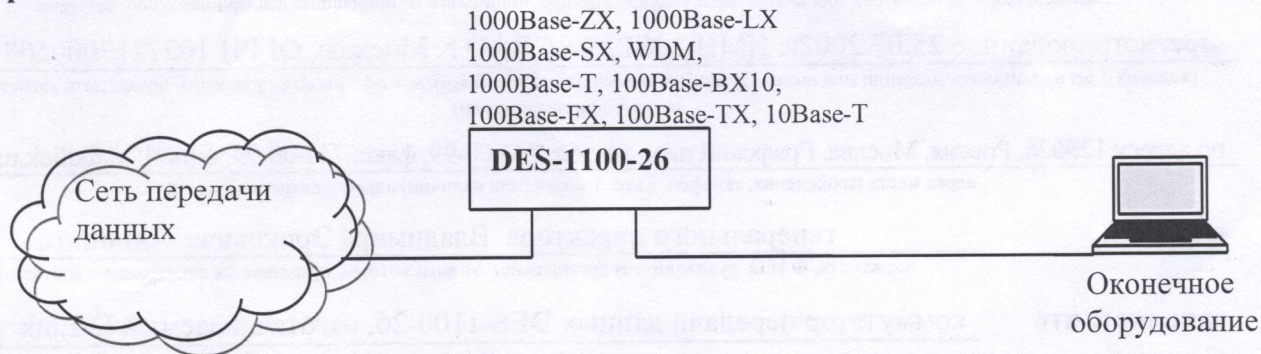 1000Base-ZX, 1000Base-LX
1000Base-SX, WDM,
1000Base-T, 100Base-BX10,
100Base-FX, 100Base-TX, 10Base-T
DES-1100-26
Сеть передачи
данных
Оконечное
оборудование